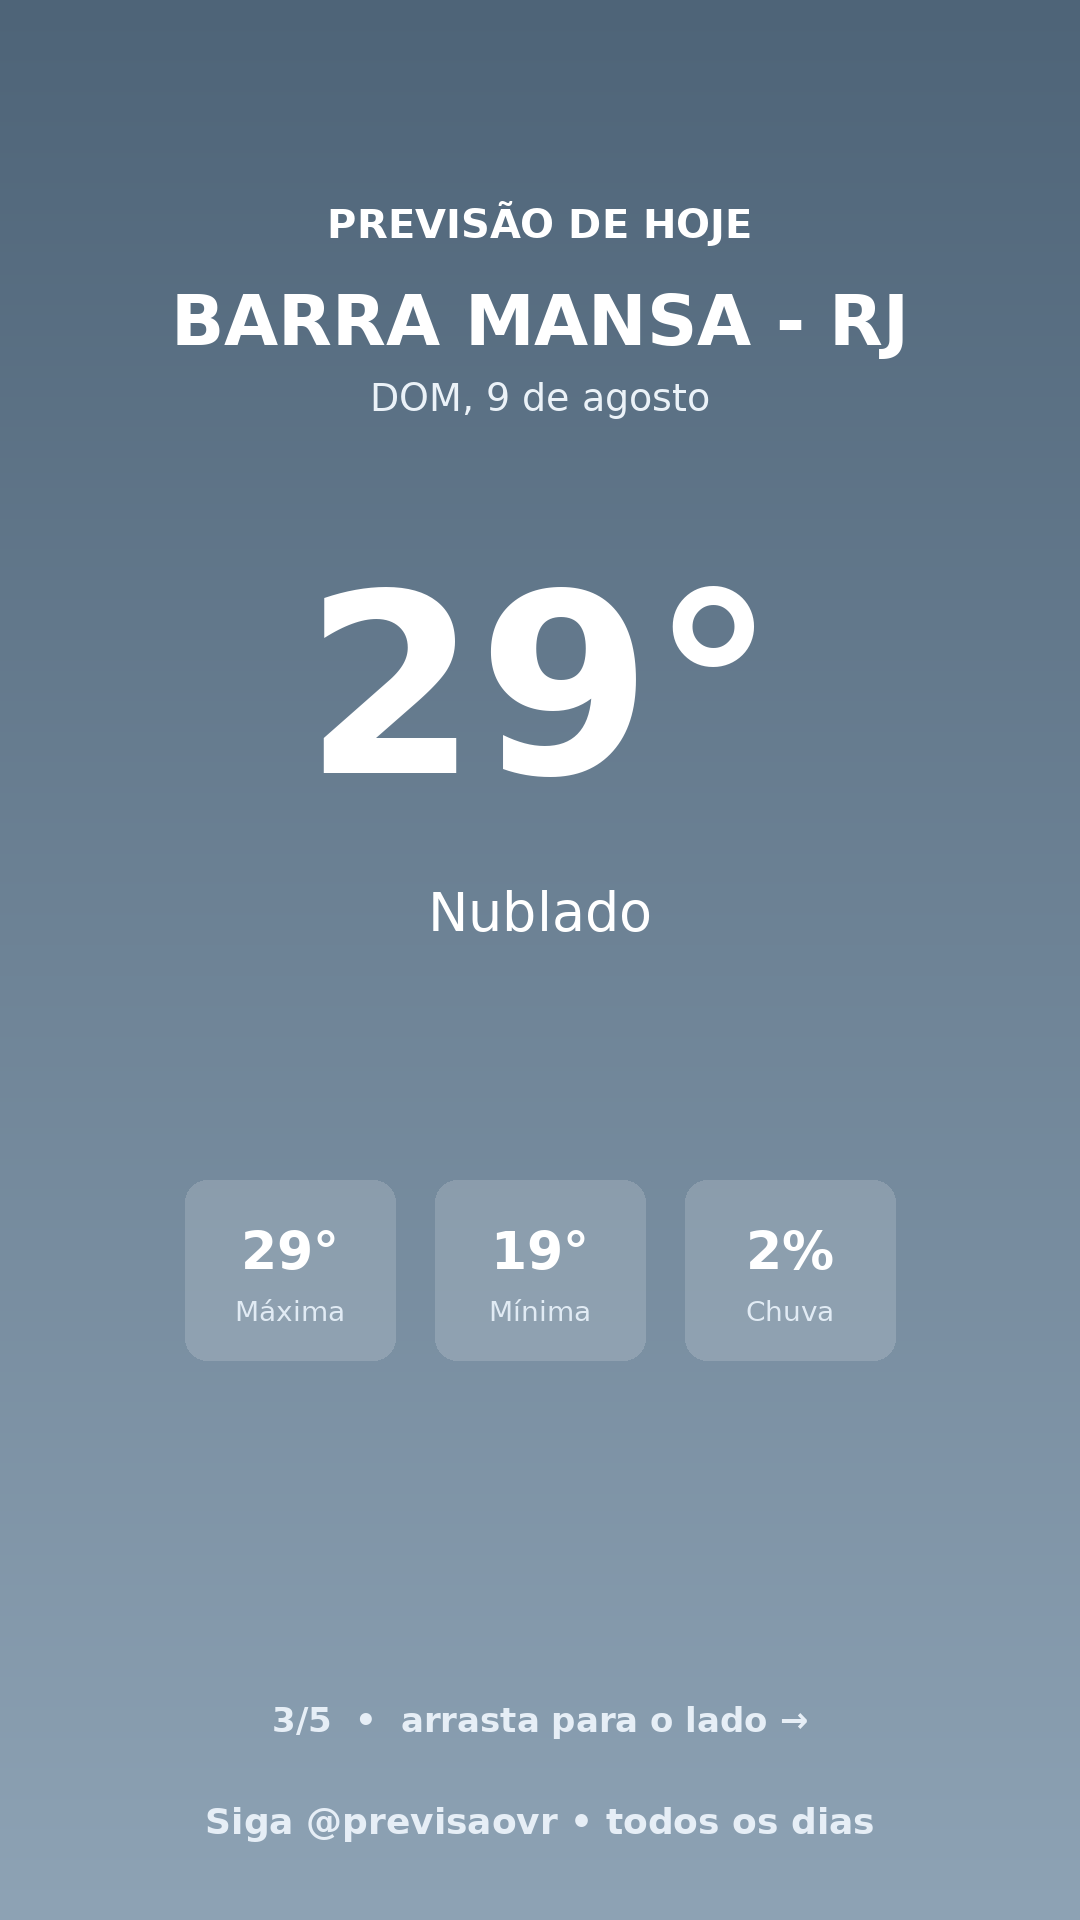 PREVISÃO DE HOJE
BARRA MANSA - RJ
DOM, 9 de agosto
29°
Nublado
29° 19° 2%
Máxima Mínima Chuva
3/5 • arrasta para o lado →
Siga @previsaovr • todos os dias